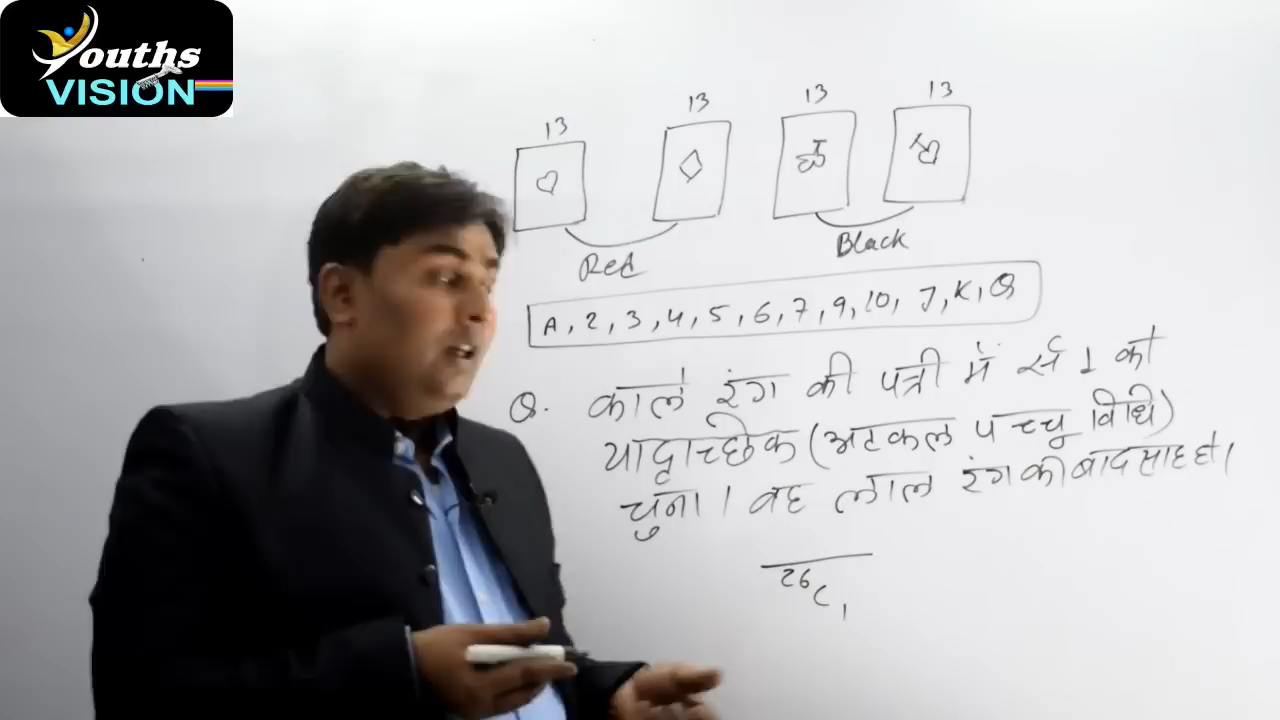 Youths
VISION
13 13 13 13
Red Black
A, 2, 3, 4, 5, 6, 7, 9, 10, J, K, Q
Q. काले रंग की पत्री में से 1 को
यादृाच्छिक (अटकल पच्चू विधि)
चुना। वह लाल रंग की बादसाह हो।
26C1